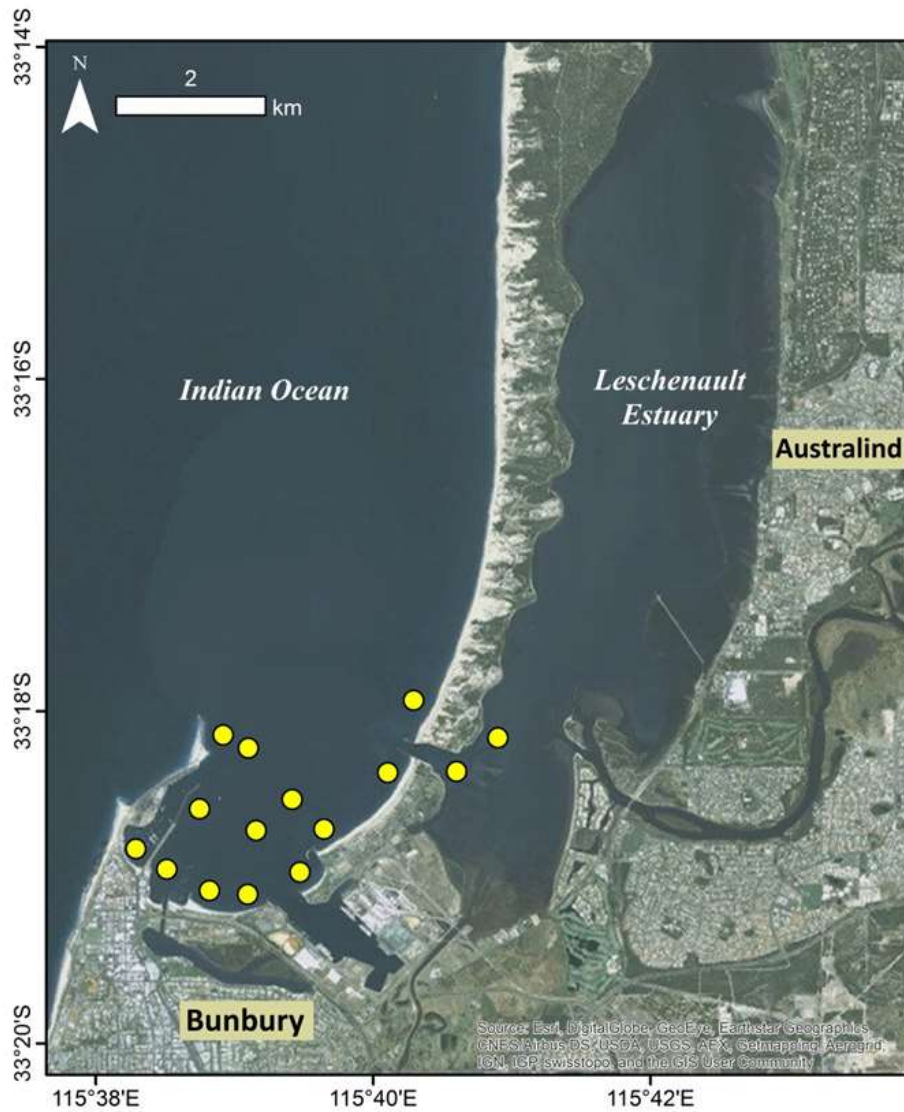 33°14'S
N
2
km
33°16'S
Indian Ocean
Leschenault
Estuary
Australind
33°18'S
33°20'S
Bunbury
Source: Esri, DigitalGlobe, GeoEye, Earthstar Geographics,
CNES/Airbus DS, USDA, USGS, AEX, Getmapping, Aerogrid,
IGN, IGP, swisstopo, and the GIS User Community
115°38'E
115°40'E
115°42'E